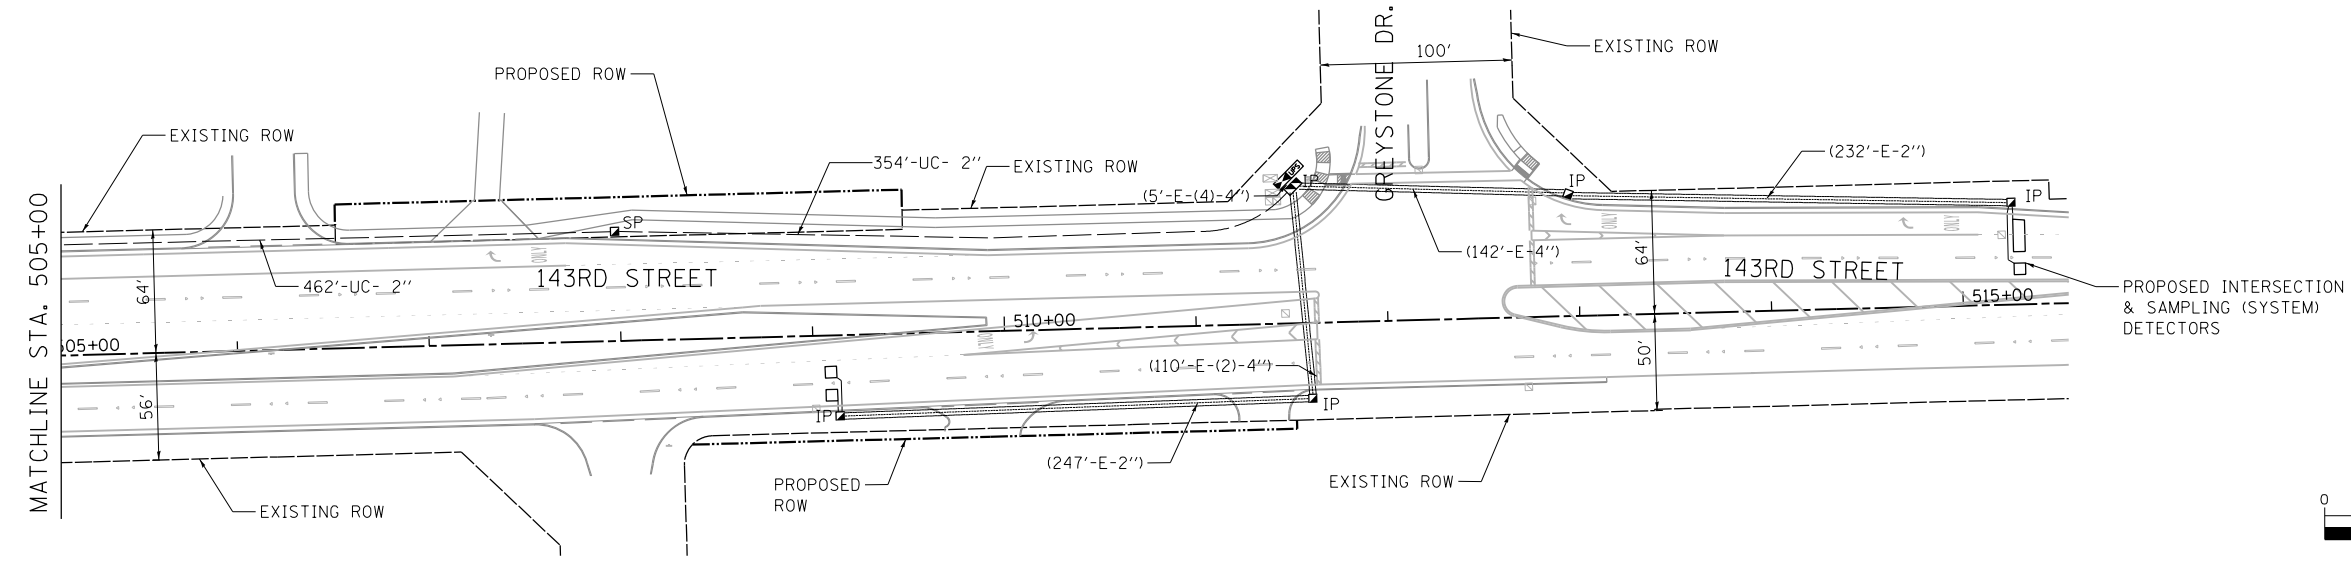 MATCHLINE STA. 505+00
EXISTING ROW
PROPOSED ROW
354'-UC- 2"
EXISTING ROW
GREYSTONE DR.
100'
EXISTING ROW
(232'-E-2")
UPS
IP
IP
IP
(5'-E-(4)-4")
SP
ONLY
ONLY
ONLY
143RD STREET
462'-UC- 2"
64'
(142'-E-4")
64'
143RD STREET
PROPOSED INTERSECTION
& SAMPLING (SYSTEM)
DETECTORS
505+00
510+00
515+00
ONLY
(110'-E-(2)-4")
50'
56'
IP
IP
(247'-E-2")
PROPOSED
ROW
EXISTING ROW
EXISTING ROW
0